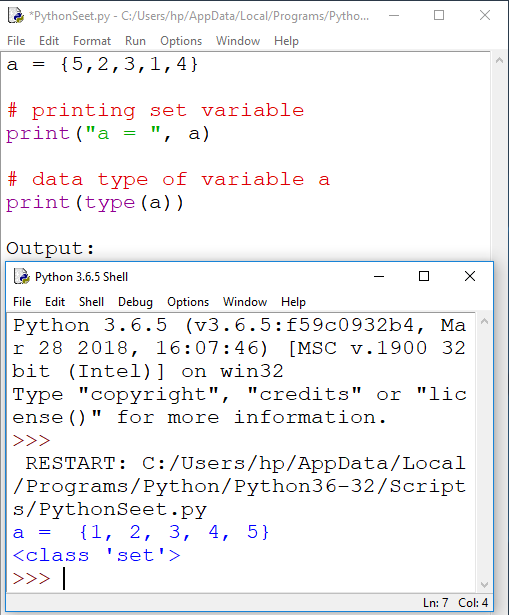 *PythonSeet.py - C:/Users/hp/AppData/Local/Programs/Pytho...
File Edit Format Run Options Window Help
a = {5,2,3,1,4}
# printing set variable
print("a = ", a)
# data type of variable a
print(type(a))
Output:
Python 3.6.5 Shell
File Edit Shell Debug Options Window Help
Python 3.6.5 (v3.6.5:f59c0932b4, Ma
r 28 2018, 16:07:46) [MSC v.1900 32
bit (Intel)] on win32
Type "copyright", "credits" or "lic
ense()" for more information.
>>>
RESTART: C:/Users/hp/AppData/Local
/Programs/Python/Python36-32/Script
s/PythonSeet.py
a =  {1, 2, 3, 4, 5}
<class 'set'>
>>>
Ln: 7 Col: 4